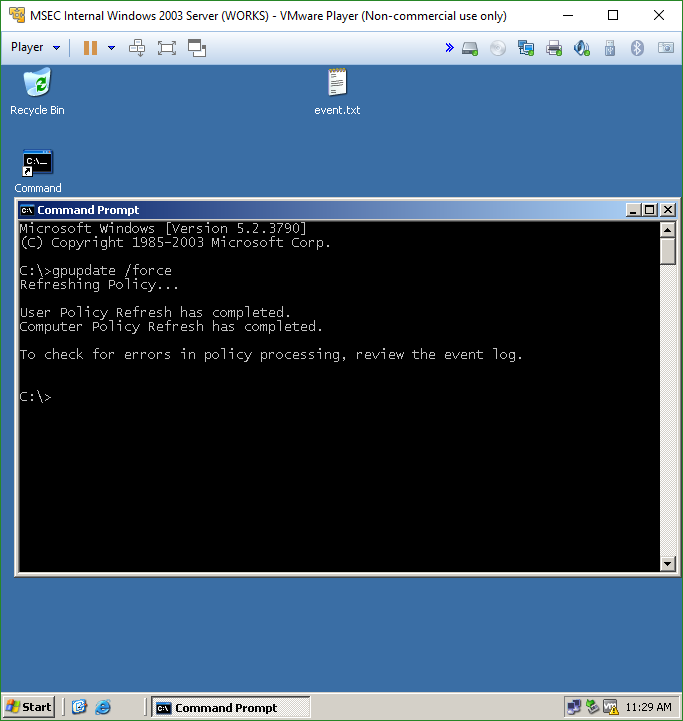 MSEC Internal Windows 2003 Server (WORKS) - VMware Player (Non-commercial use only)
Player
Recycle Bin
event.txt
C:\_
Command
Command Prompt
Microsoft Windows [Version 5.2.3790]
(C) Copyright 1985-2003 Microsoft Corp.
C:\>gpupdate /force
Refreshing Policy...
User Policy Refresh has completed.
Computer Policy Refresh has completed.
To check for errors in policy processing, review the event log.
C:\>
Start
Command Prompt
11:29 AM